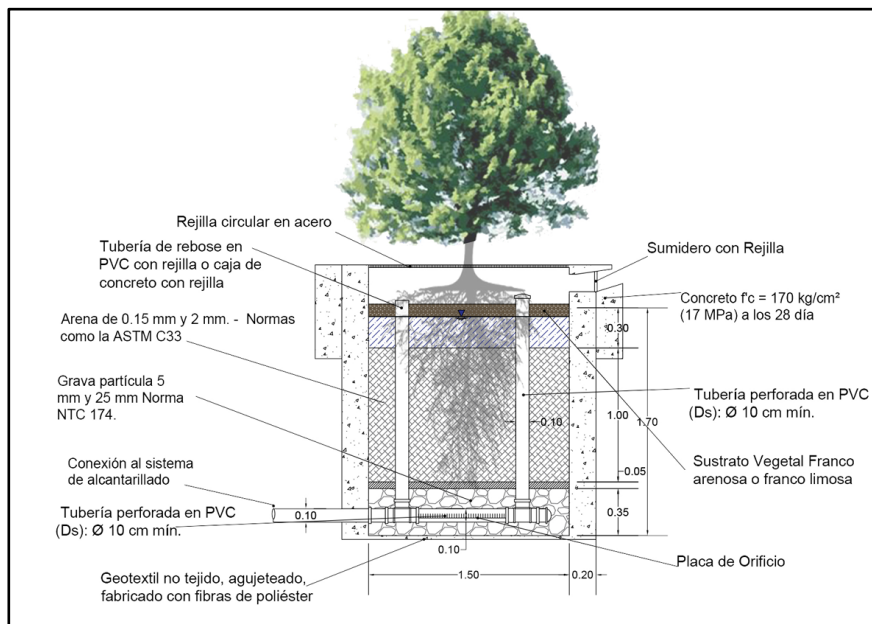 Rejilla circular en acero
Tubería de rebose en
PVC con rejilla o caja de
concreto con rejilla
Sumidero con Rejilla
Concreto f'c = 170 kg/cm²
(17 MPa) a los 28 día
Arena de 0.15 mm y 2 mm. - Normas
como la ASTM C33
0.30
Grava partícula 5
mm y 25 mm Norma
NTC 174.
Tubería perforada en PVC
(Ds): Ø 10 cm mín.
1.00
1.70
0.10
Sustrato Vegetal Franco
arenosa o franco limosa
Conexión al sistema
de alcantarillado
0.05
0.35
Tubería perforada en PVC
(Ds): Ø 10 cm mín.
0.10
0.10
Placa de Orificio
Geotextil no tejido, agujeteado,
fabricado con fibras de poliéster
1.50
0.20